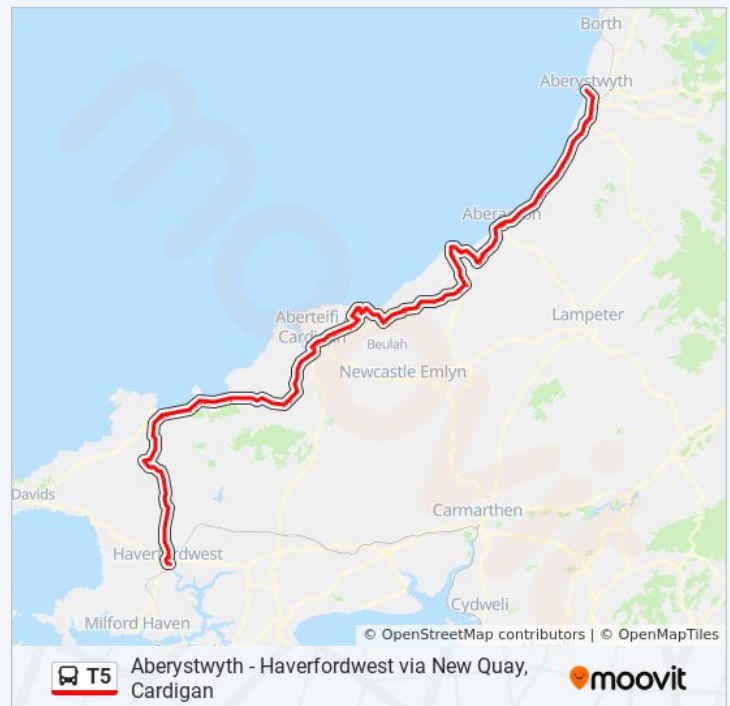 Borth
Aberystwyth
Aberaeron
Aberteifi
Cardigan
Lampeter
Beulah
Newcastle Emlyn
Davids
Carmarthen
Haverfordwest
Cydweli
Milford Haven
© OpenStreetMap contributors | © OpenMapTiles
T5
Aberystwyth - Haverfordwest via New Quay,
Cardigan
moovit
moovit